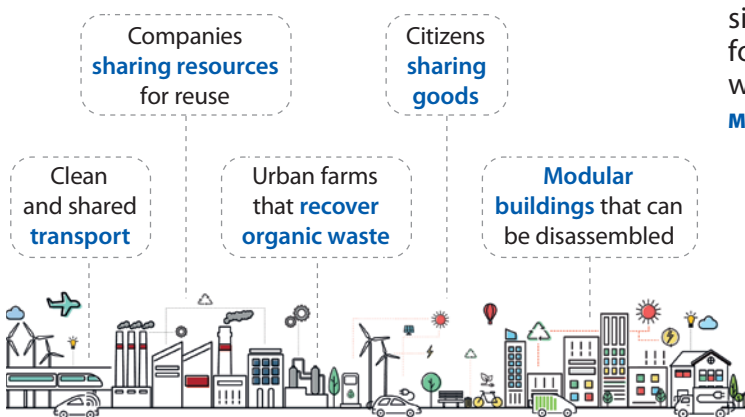 Companies
sharing resources
for reuse
Citizens
sharing
goods
Clean
and shared
transport
Urban farms
that recover
organic waste
Modular
buildings that can
be disassembled